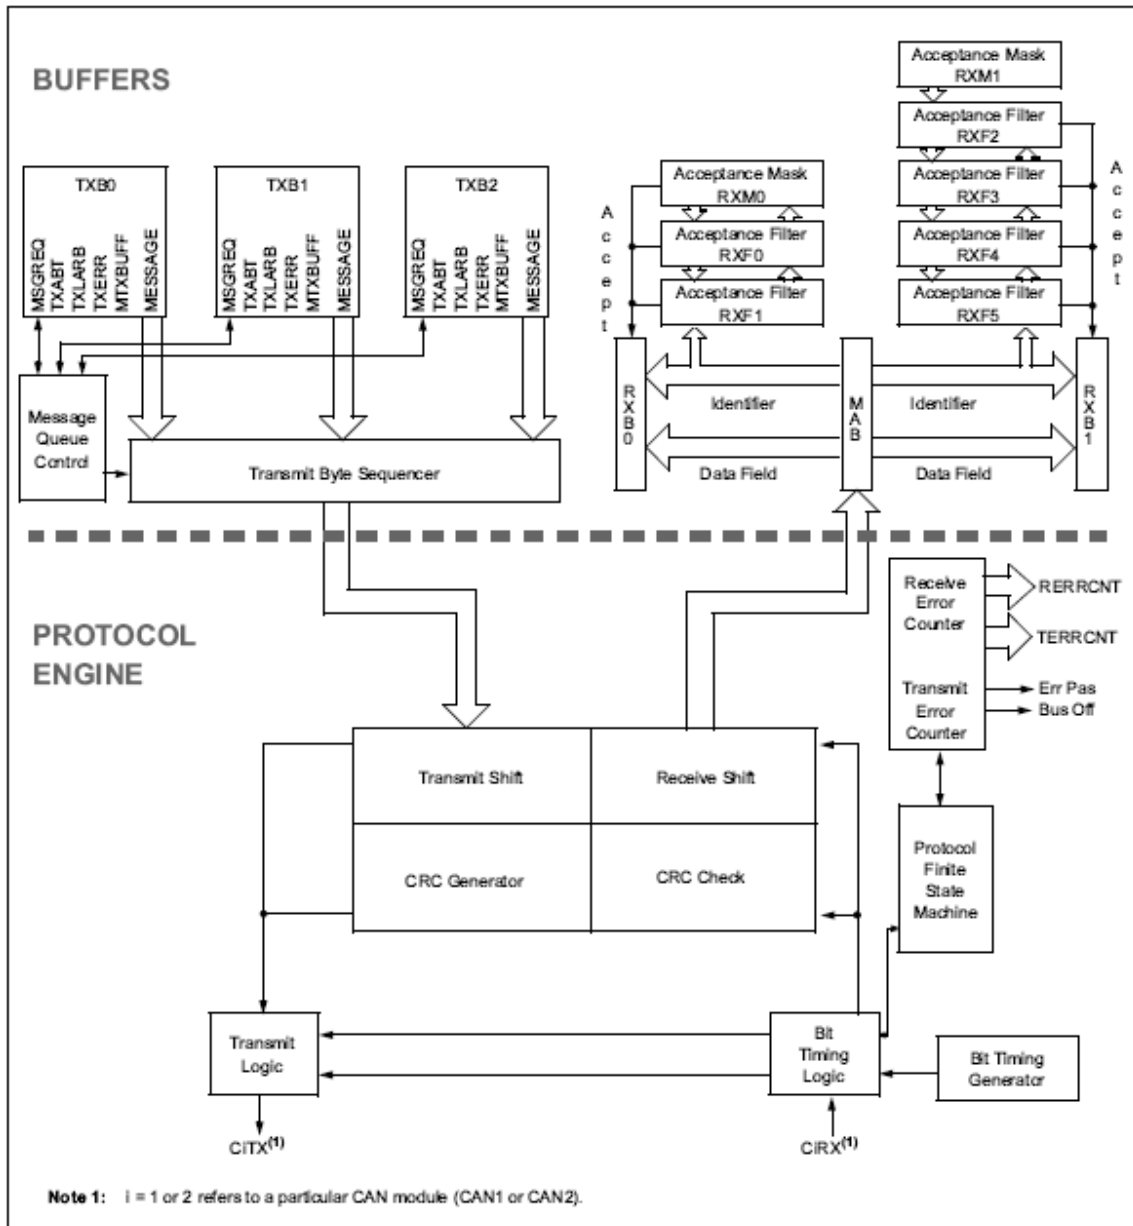 BUFFERS
Acceptance Mask
RXM1
Acceptance Filter
RXF2
Acceptance Filter
RXF3
Acceptance Filter
RXF4
Acceptance Filter
RXF5
Accept
Acceptance Mask
RXM0
Acceptance Filter
RXF0
Acceptance Filter
RXF1
Accept
TXB0
MSGREQ
TXABT
TXLARB
TXERR
MTXBUFF
MESSAGE
TXB1
MSGREQ
TXABT
TXLARB
TXERR
MTXBUFF
MESSAGE
TXB2
MSGREQ
TXABT
TXLARB
TXERR
MTXBUFF
MESSAGE
Message
Queue
Control
Transmit Byte Sequencer
RXB0
Identifier
Data Field
MAB
Identifier
Data Field
RXB1
PROTOCOL
ENGINE
Receive
Error
Counter
Transmit
Error
Counter
RERRCNT
TERRCNT
Err Pas
Bus Off
Transmit Shift
Receive Shift
CRC Generator
CRC Check
Protocol
Finite
State
Machine
Transmit
Logic
Bit
Timing
Logic
Bit Timing
Generator
CiTX(1)
CiRX(1)
Note 1: i = 1 or 2 refers to a particular CAN module (CAN1 or CAN2).